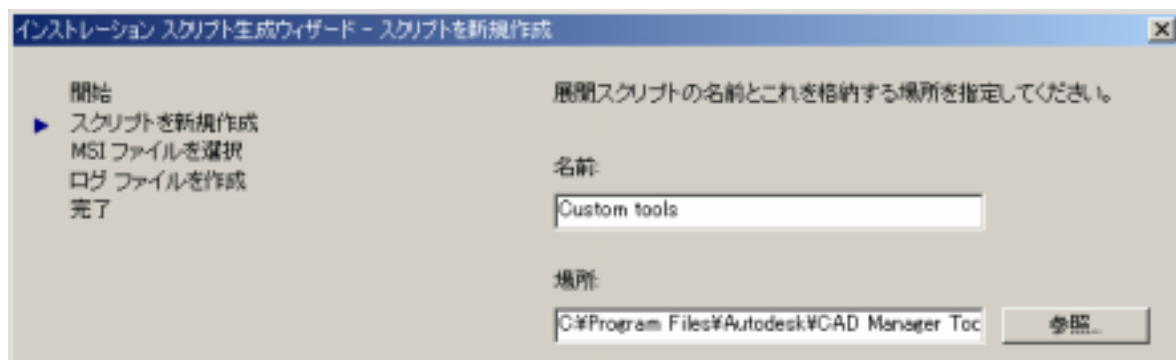 インストレーション スクリプト生成ウィザード - スクリプトを新規作成
開始
スクリプトを新規作成
MSI ファイルを選択
ログ ファイルを作成
完了
展開スクリプトの名前とこれを格納する場所を指定してください。
名前:
Custom tools
場所:
C:¥Program Files¥Autodesk¥CAD Manager Toc
参照...